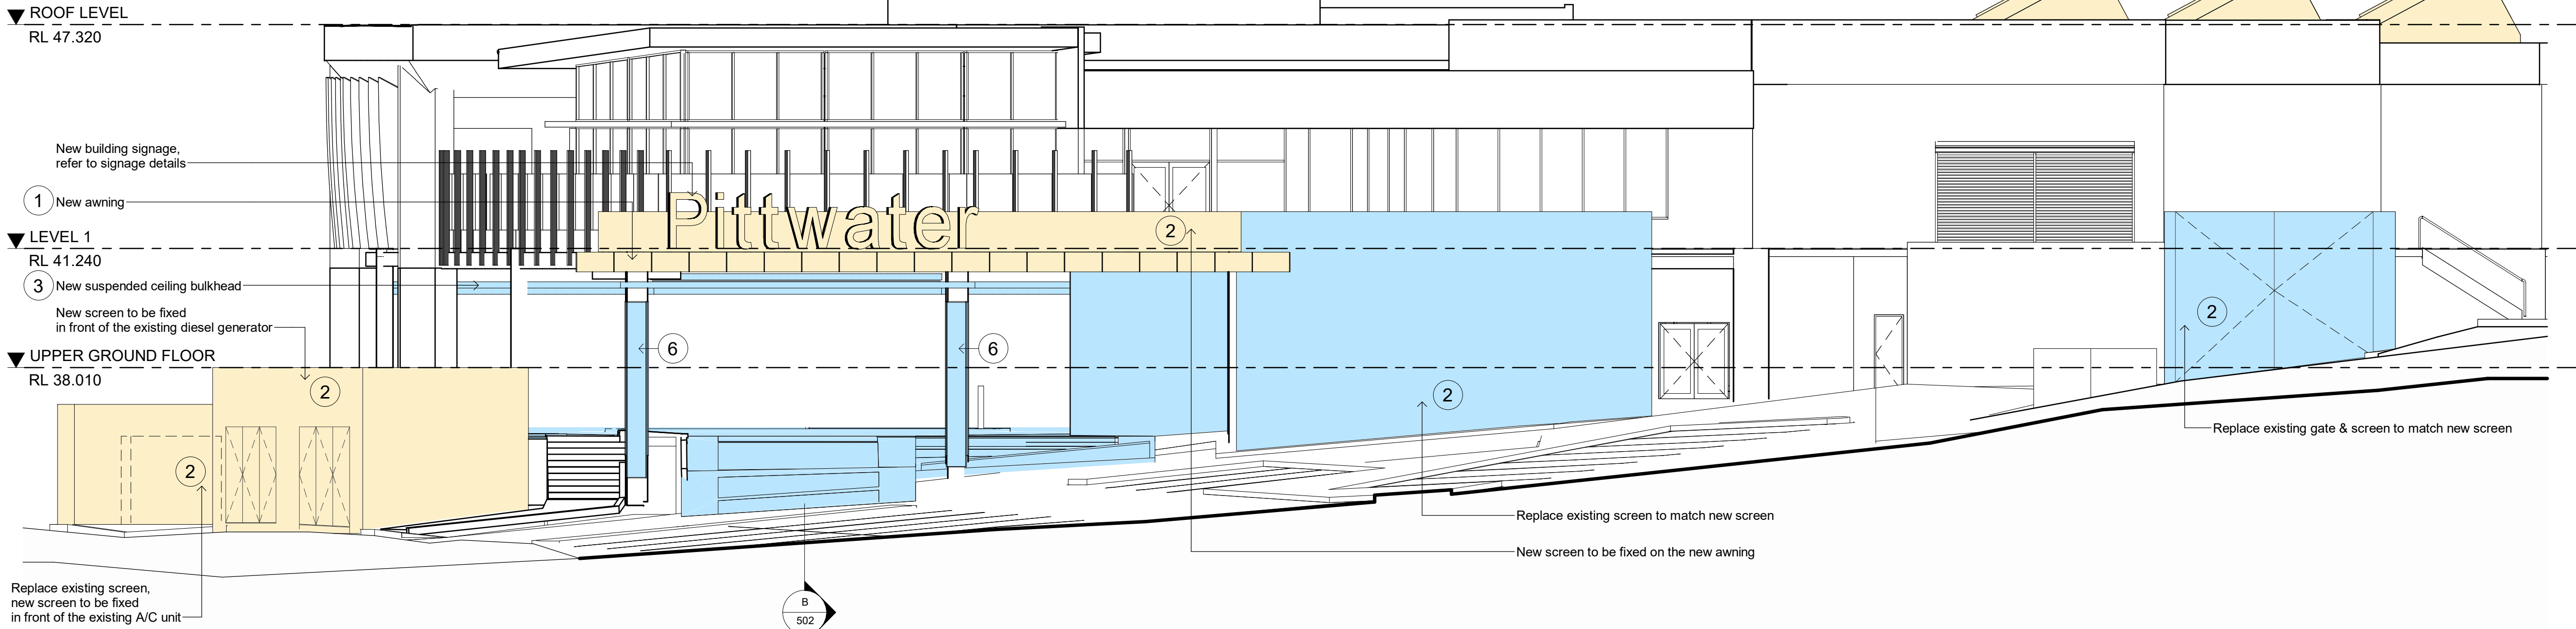 ROOF LEVEL
RL 47.320
New building signage,
refer to signage details
1 New awning
Pittwater
2
LEVEL 1
RL 41.240
3 New suspended ceiling bulkhead
New screen to be fixed
in front of the existing diesel generator
6
6
2
UPPER GROUND FLOOR
RL 38.010
2
2
2
Replace existing gate & screen to match new screen
Replace existing screen to match new screen
New screen to be fixed on the new awning
Replace existing screen,
new screen to be fixed
in front of the existing A/C unit
B
502